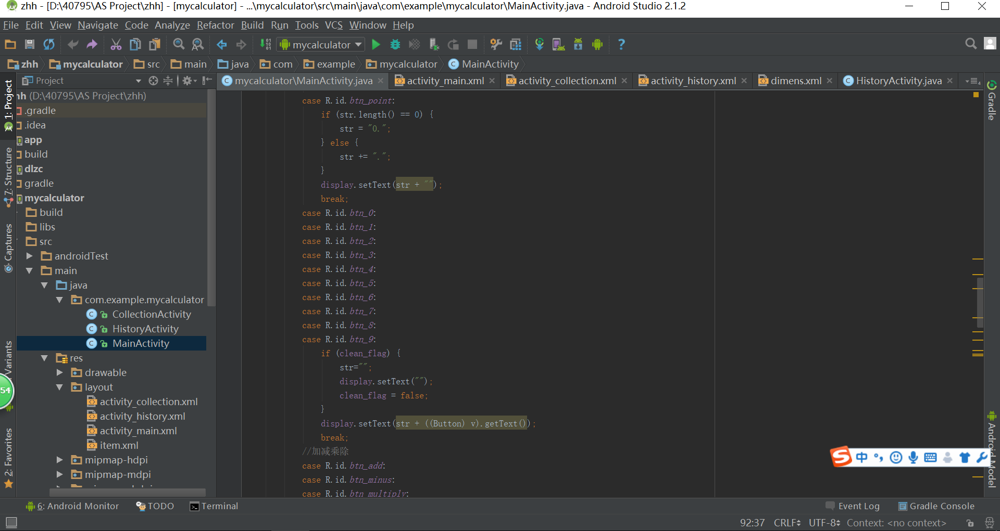 zhh - [D:\40795\AS Project\zhh] - [mycalculator] - ...\mycalculator\src\main\java\com\example\mycalculator\MainActivity.java - Android Studio 2.1.2
File Edit View Navigate Code Analyze Refactor Build Run Tools VCS Window Help
mycalculator
zhh mycalculator src main java com example mycalculator MainActivity
Project
mycalculator\MainActivity.java activity_main.xml activity_collection.xml activity_history.xml dimens.xml HistoryActivity.java
1: Project
7: Structure
Captures
Variants
2: Favorites
54
hh (D:\40795\AS Project\zhh)
.gradle
.idea
app
build
dlzc
gradle
mycalculator
build
libs
src
androidTest
main
java
com.example.mycalculator
CollectionActivity
HistoryActivity
MainActivity
res
drawable
layout
activity_collection.xml
activity_history.xml
activity_main.xml
item.xml
mipmap-hdpi
mipmap-mdpi
case R.id.btn_point:
if (str.length() == 0) {
str = "0.";
} else {
str += ".";
}
display.setText(str + "");
break;
case R.id.btn_0:
case R.id.btn_1:
case R.id.btn_2:
case R.id.btn_3:
case R.id.btn_4:
case R.id.btn_5:
case R.id.btn_6:
case R.id.btn_7:
case R.id.btn_8:
case R.id.btn_9:
if (clean_flag) {
str="";
display.setText("");
clean_flag = false;
}
display.setText(str + ((Button) v).getText());
break;
//加减乘除
case R.id.btn_add:
case R.id.btn_minus:
case R.id.btn_multiply:
Gradle
Android Model
S 中
6: Android Monitor TODO Terminal Event Log Gradle Console
92:37 CRLF UTF-8 Context: <no context>